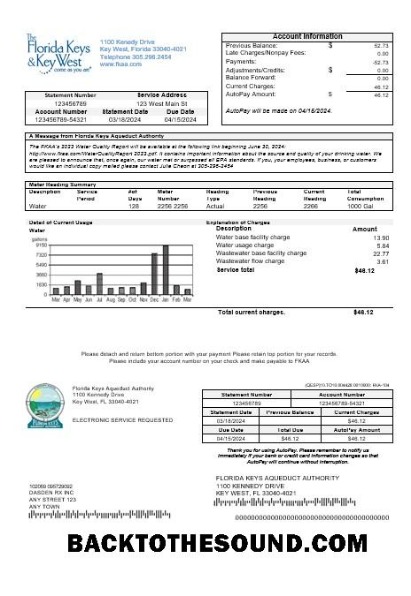 The
Florida Keys
& Key West
come as you are®
1100 Kenedy Drive
Key West, Florida 33040-4021
Telephone 305.296.2454
www.fkaa.com
Account Information
Previous Balance: $ 52.73
Late Charges/Nonpay Fees: 0.00
Payments: -52.73
Adjustments/Credits: $ 0.00
Balance Forward: 0.00
Current Charges: 46.12
AutoPay Amount: $ 46.12
AutoPay will be made on 04/18/2024.
Statement Number Service Address
123456789 123 West Main St
Account Number Statement Date Due Date
123456789-54321 03/18/2024 04/15/2024
A Message from Florida Keys Aqueduct Authority
The FKAA's 2023 Water Quality Report will be available at the following link beginning June 30, 2024:
http://www.fkaa.com/WaterQualityReport 2023.pdf. It contains important information about the source and quality of your drinking water. We
are pleased to announce that, once again, our water met or surpassed all EPA standards. If you, your employees, business, or customers
would like an individual copy mailed please contact Julie Cheon at 305-295-2454
Meter Reading Summary
Description Service Period Act Days Meter Number Reading Type Previous Reading Current Reading Total Consumption
Water 128 2256 2256 Actual 2256 2266 1000 Gal
Detail of Current Usage
Water
gallons
9150
7320
5490
3660
1830
0
Mar Apr May Jun Jul Aug Sep Oct Nov Dec Jan Feb Mar
Explanation of Charges
Description Amount
Water base facility charge 13.90
Water usage charge 5.84
Wastewater base facility charge 22.77
Wastewater flow charge 3.61
Service total $46.12
Total current charges. $46.12
Please detach and return bottom portion with your payment Please retain top portion for your records.
Please include your account number on your check and make payable to FKAA
Florida Keys Aqueduct Authority
1100 Kennedy Drive
Key West, FL 33040-4021
ELECTRONIC SERVICE REQUESTED
Statement Number Account Number
123456789 123456789-54321
Statement Date Previous Balance Current Charges
03/18/2024 $46.12
Due Date Total Due AutoPay Amount
04/15/2024 $46.12 $46.12
Thank you for using AutoPay. Please remember to notify us
immediately if your bank or credit card information changes so that
AutoPay will continue without interruption.
DASDEN RX INC
ANY STREET 123
ANY TOWN
FLORIDA KEYS AQUEDUCT AUTHORITY
1100 KENNEDY DRIVE
KEY WEST, FL 33040-4021
BACKTOTHESOUND.COM